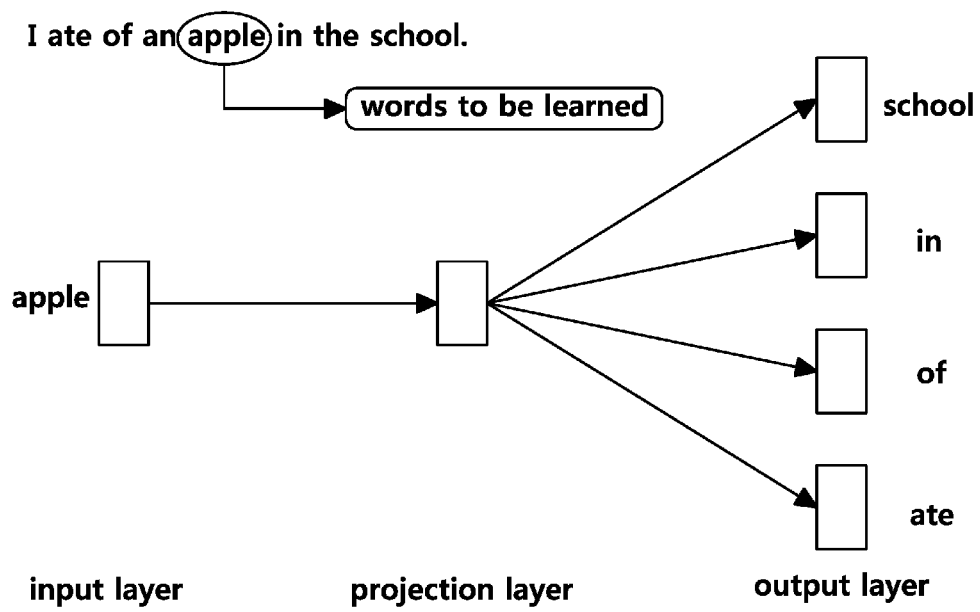 I ate of an apple in the school.
words to be learned
school
in
apple
of
ate
input layer
projection layer
output layer